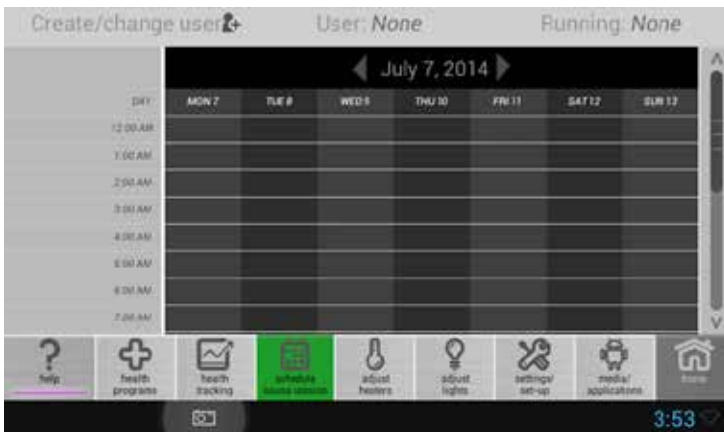 Create/change user User: None Running: None
July 7, 2014
DAY MON 7 TUE 8 WED 9 THU 10 FRI 11 SAT 12 SUN 13
12:00 AM
1:00 AM
2:00 AM
3:00 AM
4:00 AM
5:00 AM
6:00 AM
7:00 AM
help health programs health tracking schedule sauna session adjust heaters adjust lights settings/ set-up media/ applications home
3:53